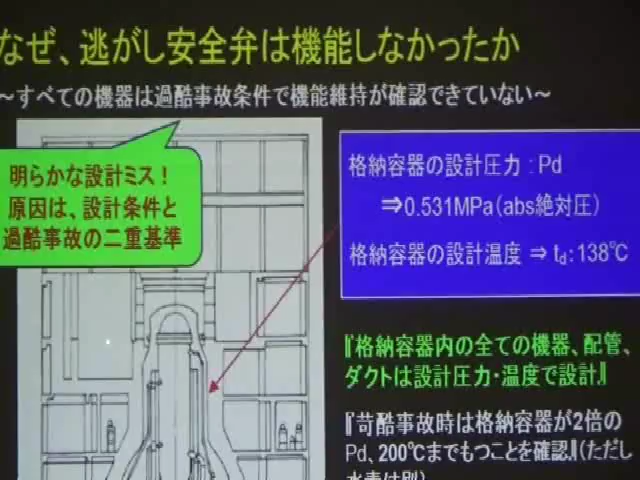 なぜ、逃がし安全弁は機能しなかったか
～すべての機器は過酷事故条件で機能維持が確認できていない～
明らかな設計ミス！
原因は、設計条件と
過酷事故の二重基準
格納容器の設計圧力：Pd
⇒0.531MPa（abs絶対圧）
格納容器の設計温度 ⇒ td：138℃
『格納容器内の全ての機器、配管、
ダクトは設計圧力・温度で設計』
『苛酷事故時は格納容器が2倍の
Pd、200℃までもつことを確認』（ただし
水素は別）